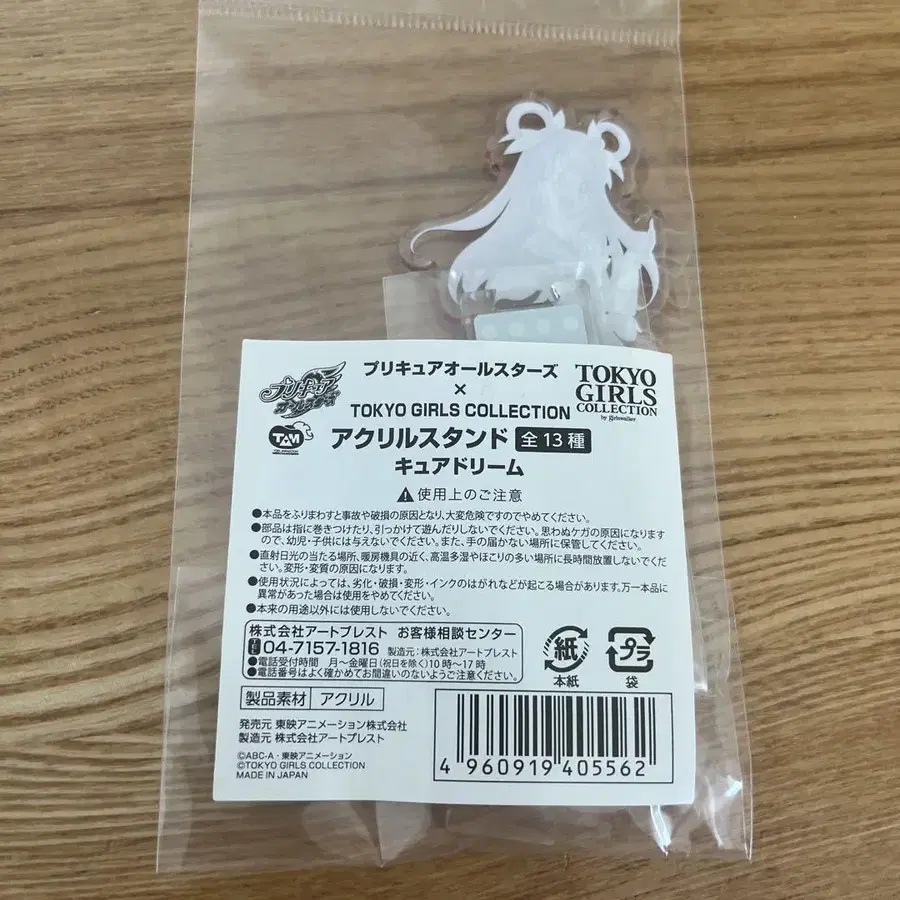 プリキュア
オールスターズ
プリキュアオールスターズ
×
TOKYO GIRLS COLLECTION
TOKYO
GIRLS
COLLECTION
by girlswalker
アクリルスタンド 全13種
キュアドリーム
使用上のご注意
●本品をふりまわすと事故や破損の原因となり、大変危険ですのでやめてください。
●部品は指に巻きつけたり、引っかけて遊んだりしないでください。思わぬケガの原因になります
ので、幼児・子供には与えないでください。また、手の届かない場所に保管してください。
●直射日光の当たる場所、暖房機具の近く、高温多湿やほこりの多い場所に長時間放置しないでくだ
さい。変形・変質の原因になります。
●使用状況によっては、劣化・破損・変形・インクのはがれなどが起こる場合があります。万一本品に
異常があった場合は使用をやめてください。
●本来の用途以外には使用しないでください。
株式会社アートプレスト お客様相談センター
TEL 04-7157-1816 製造元:株式会社アートプレスト
●電話受付時間 月〜金曜日(祝日を除く)10時〜17時
●電話番号はよく確かめてお間違いのないようご注意ください。
紙
本紙
プラ
袋
製品素材 アクリル
発売元 東映アニメーション株式会社
製造元 株式会社アートプレスト
©ABC-A・東映アニメーション
©TOKYO GIRLS COLLECTION
MADE IN JAPAN
4 960919 405562